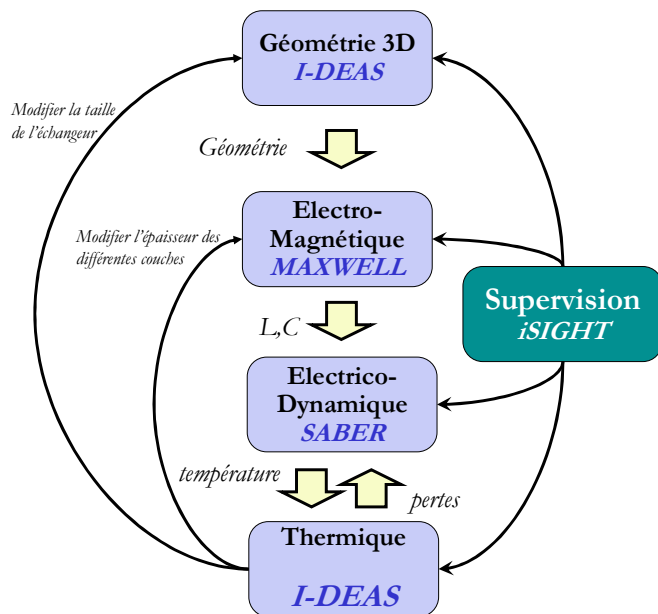 Géométrie 3D
I-DEAS
Modifier la taille
de l'échangeur
Géométrie
Electro-
Magnétique
MAXWELL
Modifier l'épaisseur des
différentes couches
Supervision
iSIGHT
L,C
Electrico-
Dynamique
SABER
température
pertes
Thermique
I-DEAS